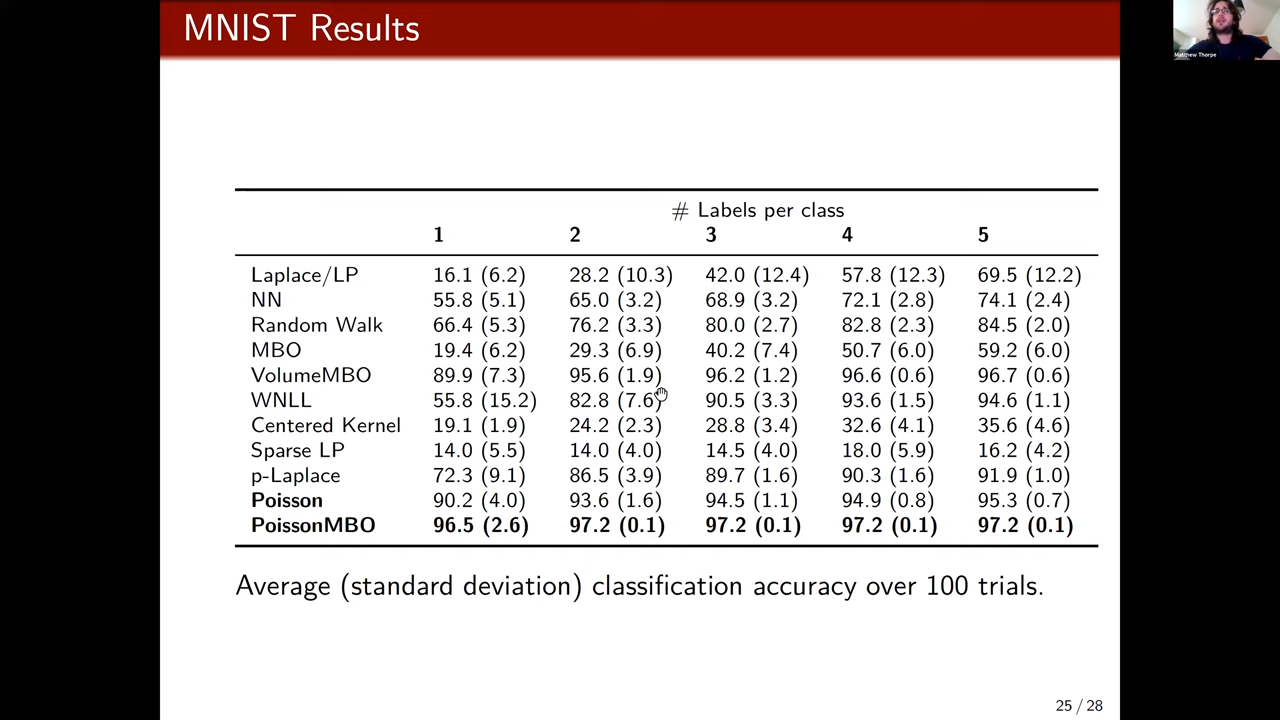 MNIST Results
Matthew Thorpe
# Labels per class
1 2 3 4 5
Laplace/LP 16.1 (6.2) 28.2 (10.3) 42.0 (12.4) 57.8 (12.3) 69.5 (12.2)
NN 55.8 (5.1) 65.0 (3.2) 68.9 (3.2) 72.1 (2.8) 74.1 (2.4)
Random Walk 66.4 (5.3) 76.2 (3.3) 80.0 (2.7) 82.8 (2.3) 84.5 (2.0)
MBO 19.4 (6.2) 29.3 (6.9) 40.2 (7.4) 50.7 (6.0) 59.2 (6.0)
VolumeMBO 89.9 (7.3) 95.6 (1.9) 96.2 (1.2) 96.6 (0.6) 96.7 (0.6)
WNLL 55.8 (15.2) 82.8 (7.6) 90.5 (3.3) 93.6 (1.5) 94.6 (1.1)
Centered Kernel 19.1 (1.9) 24.2 (2.3) 28.8 (3.4) 32.6 (4.1) 35.6 (4.6)
Sparse LP 14.0 (5.5) 14.0 (4.0) 14.5 (4.0) 18.0 (5.9) 16.2 (4.2)
p-Laplace 72.3 (9.1) 86.5 (3.9) 89.7 (1.6) 90.3 (1.6) 91.9 (1.0)
Poisson 90.2 (4.0) 93.6 (1.6) 94.5 (1.1) 94.9 (0.8) 95.3 (0.7)
PoissonMBO 96.5 (2.6) 97.2 (0.1) 97.2 (0.1) 97.2 (0.1) 97.2 (0.1)
Average (standard deviation) classification accuracy over 100 trials.
25 / 28